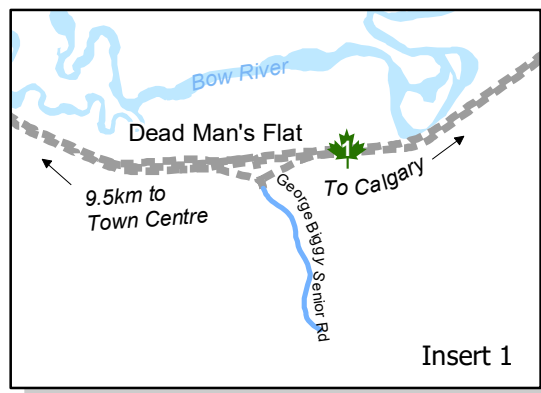 Bow River
Dead Man's Flat
1
9.5km to
Town Centre
To Calgary
George Biggy Senior Rd
Insert 1